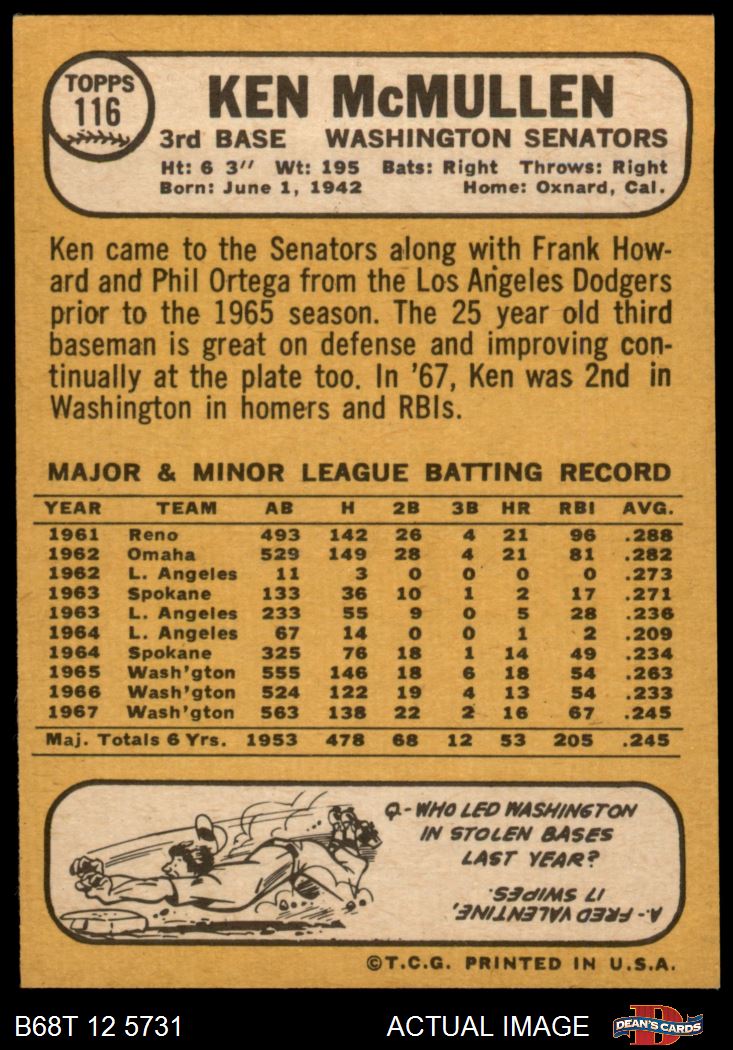 TOPPS
116
KEN McMULLEN
3rd BASE WASHINGTON SENATORS
Ht: 6 3" Wt: 195 Bats: Right Throws: Right
Born: June 1, 1942 Home: Oxnard, Cal.
Ken came to the Senators along with Frank How-
ard and Phil Ortega from the Los Angeles Dodgers
prior to the 1965 season. The 25 year old third
baseman is great on defense and improving con-
tinually at the plate too. In '67, Ken was 2nd in
Washington in homers and RBIs.
MAJOR & MINOR LEAGUE BATTING RECORD
YEAR TEAM AB H 2B 3B HR RBI AVG.
1961 Reno 493 142 26 4 21 96 .288
1962 Omaha 529 149 28 4 21 81 .282
1962 L. Angeles 11 3 0 0 0 0 .273
1963 Spokane 133 36 10 1 2 17 .271
1963 L. Angeles 233 55 9 0 5 28 .236
1964 L. Angeles 67 14 0 0 1 2 .209
1964 Spokane 325 76 18 1 14 49 .234
1965 Wash'gton 555 146 18 6 18 54 .263
1966 Wash'gton 524 122 19 4 13 54 .233
1967 Wash'gton 563 138 22 2 16 67 .245
Maj. Totals 6 Yrs. 1953 478 68 12 53 205 .245
Q-WHO LED WASHINGTON
IN STOLEN BASES
LAST YEAR?
A-FRED VALENTINE,
17 SWIPES.
©T.C.G. PRINTED IN U.S.A.
B68T 12 5731 ACTUAL IMAGE D DEAN'S CARDS